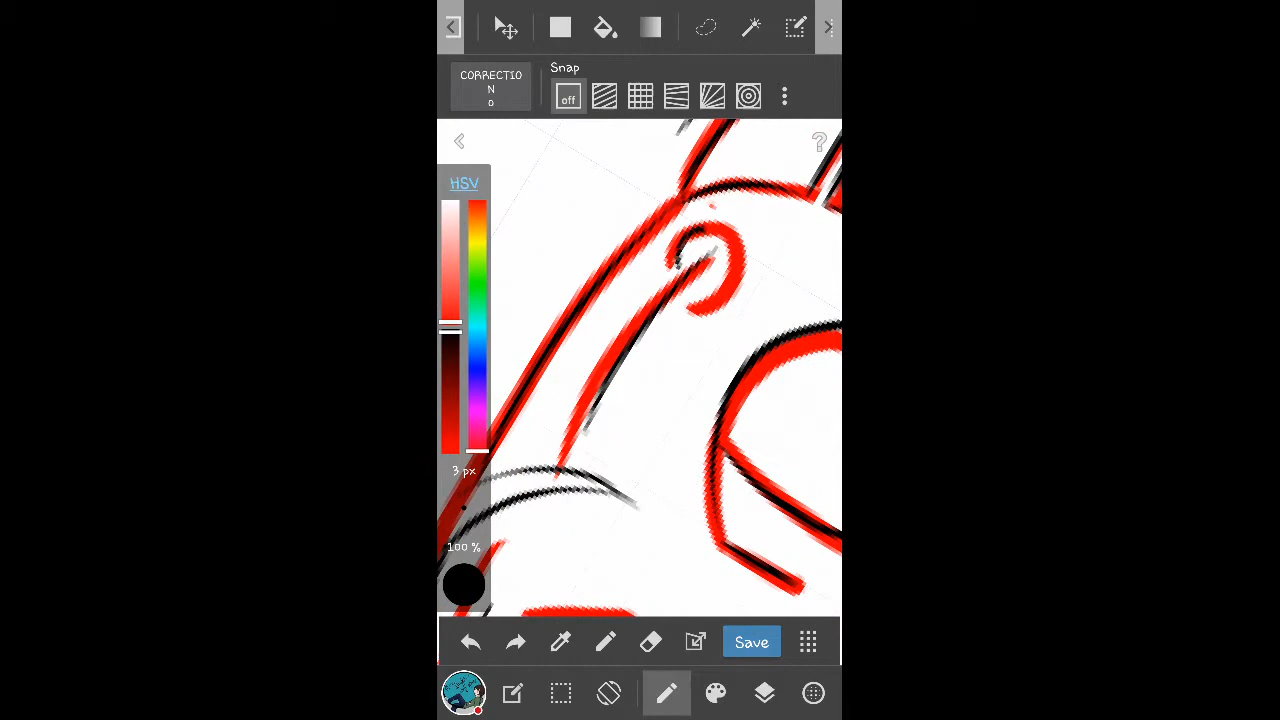 Snap
CORRECTIO
N
0
off
HSV
3 px
100 %
Save